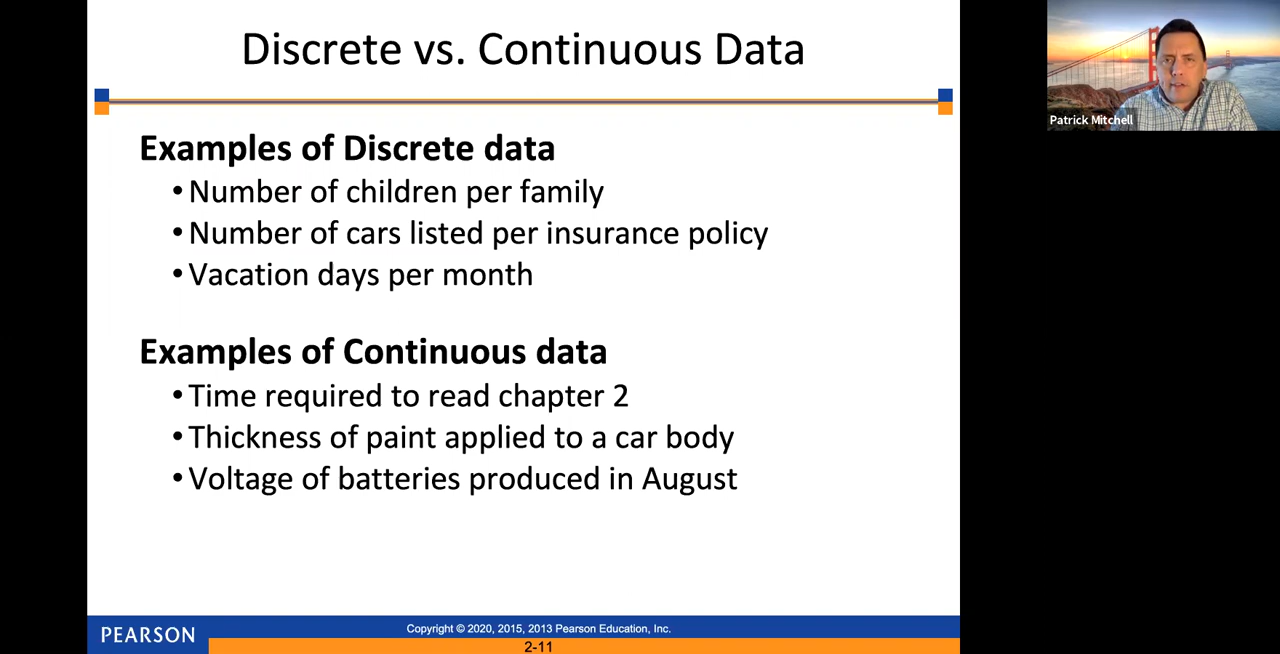 Discrete vs. Continuous Data
Patrick Mitchell
Examples of Discrete data
• Number of children per family
• Number of cars listed per insurance policy
• Vacation days per month
Examples of Continuous data
• Time required to read chapter 2
• Thickness of paint applied to a car body
• Voltage of batteries produced in August
PEARSON
Copyright © 2020, 2015, 2013 Pearson Education, Inc.
2-11